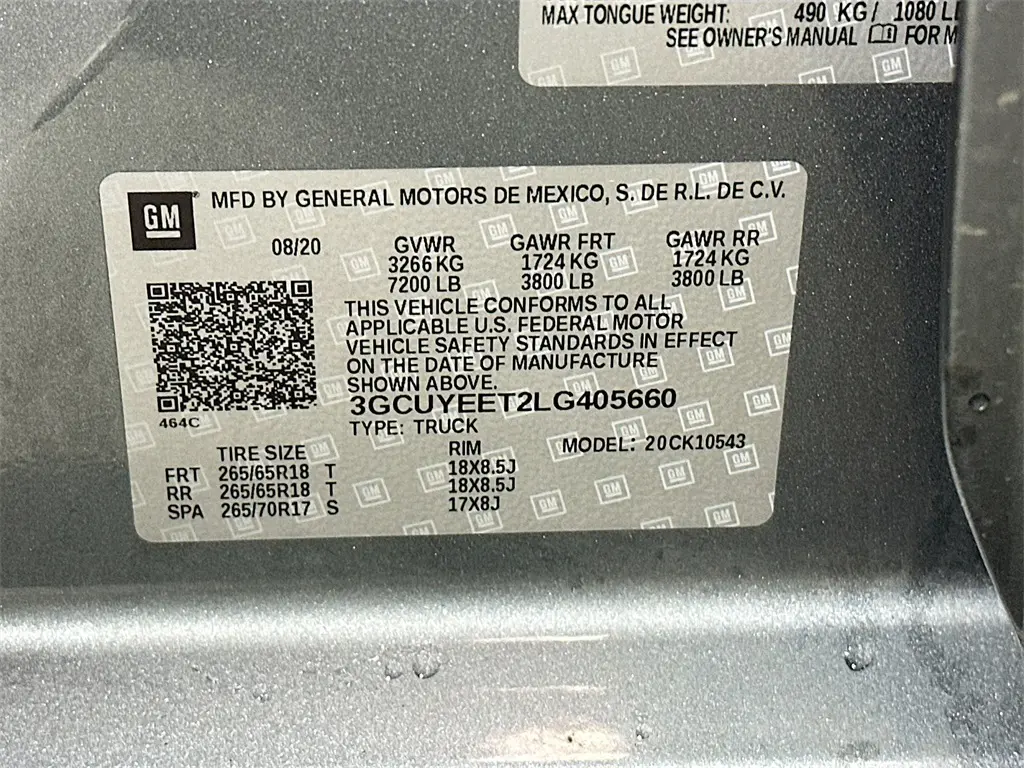 MAX TONGUE WEIGHT: 490 KG/ 1080
SEE OWNER'S MANUAL FOR
GM ® MFD BY GENERAL MOTORS DE MEXICO, S. DE R.L. DE C.V.
08/20 GVWR GAWR FRT GAWR RR
3266 KG 1724 KG 1724 KG
7200 LB 3800 LB 3800 LB
THIS VEHICLE CONFORMS TO ALL
APPLICABLE U.S. FEDERAL MOTOR
VEHICLE SAFETY STANDARDS IN EFFECT
ON THE DATE OF MANUFACTURE
SHOWN ABOVE.
3GCUYEET2LG405660
464C
TYPE: TRUCK
TIRE SIZE RIM MODEL: 20CK10543
FRT 265/65R18 T 18X8.5J
RR 265/65R18 T 18X8.5J
SPA 265/70R17 S 17X8J